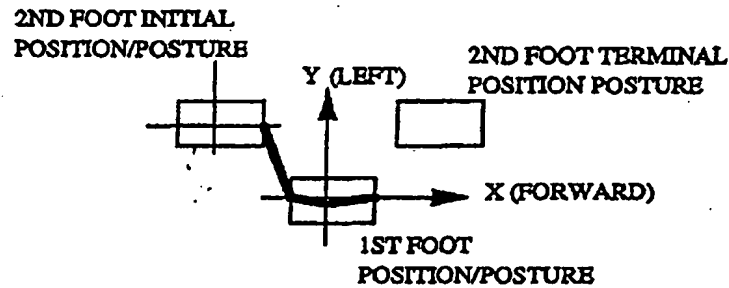 2ND FOOT INITIAL
POSITION/POSTURE
Y (LEFT)
2ND FOOT TERMINAL
POSITION POSTURE
X (FORWARD)
1ST FOOT
POSITION/POSTURE